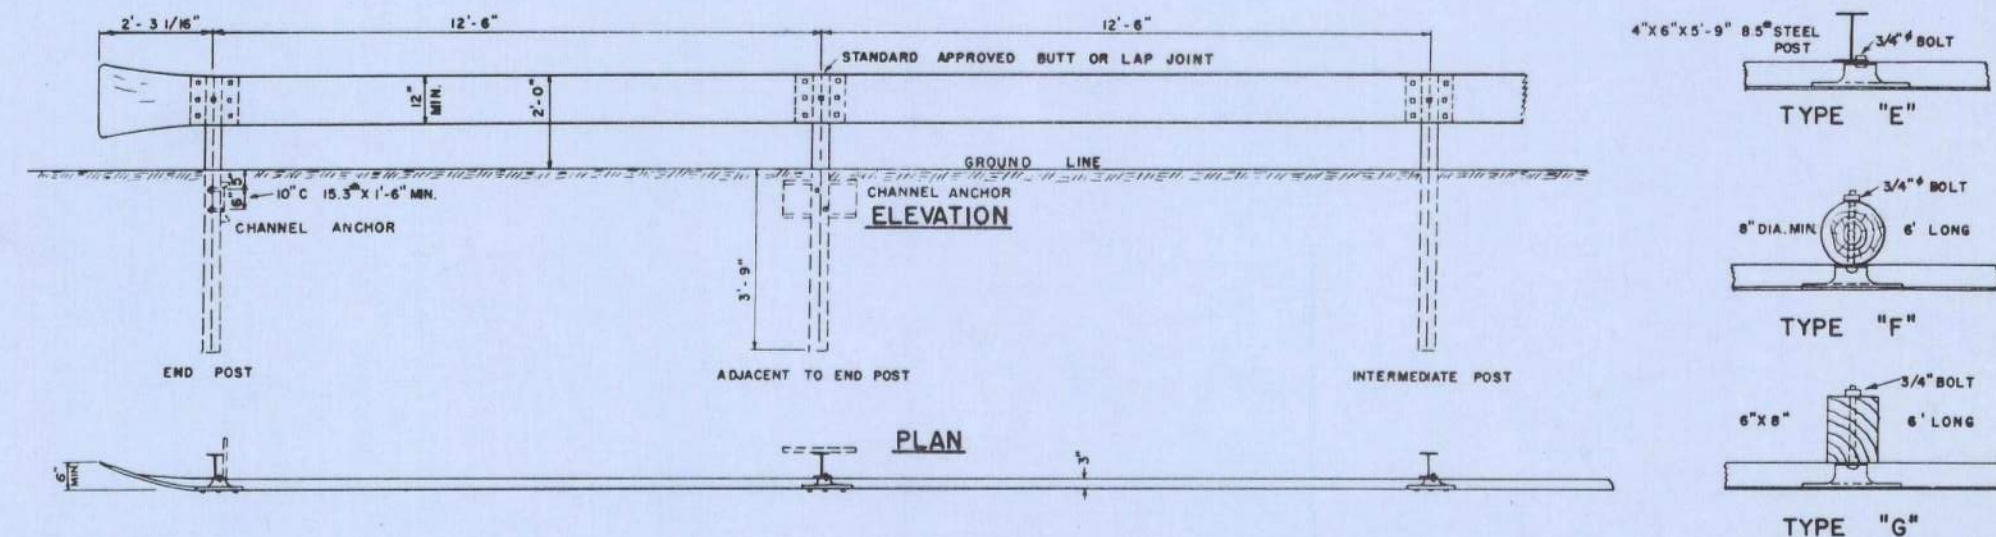 2'- 3 1/16"
12'-6"
12'-6"
STANDARD APPROVED BUTT OR LAP JOINT
12"
MIN.
2'-0"
GROUND LINE
5"
6"
10" C 15.3# X 1'-6" MIN.
CHANNEL ANCHOR
CHANNEL ANCHOR
ELEVATION
3'-9"
END POST
ADJACENT TO END POST
INTERMEDIATE POST
PLAN
6"
MIN.
3"
4"X6"X5'-9" 8.5# STEEL
POST
3/4"ϕ BOLT
TYPE "E"
3/4"ϕ BOLT
8" DIA. MIN.
6' LONG
TYPE "F"
3/4" BOLT
6"X8"
6' LONG
TYPE "G"